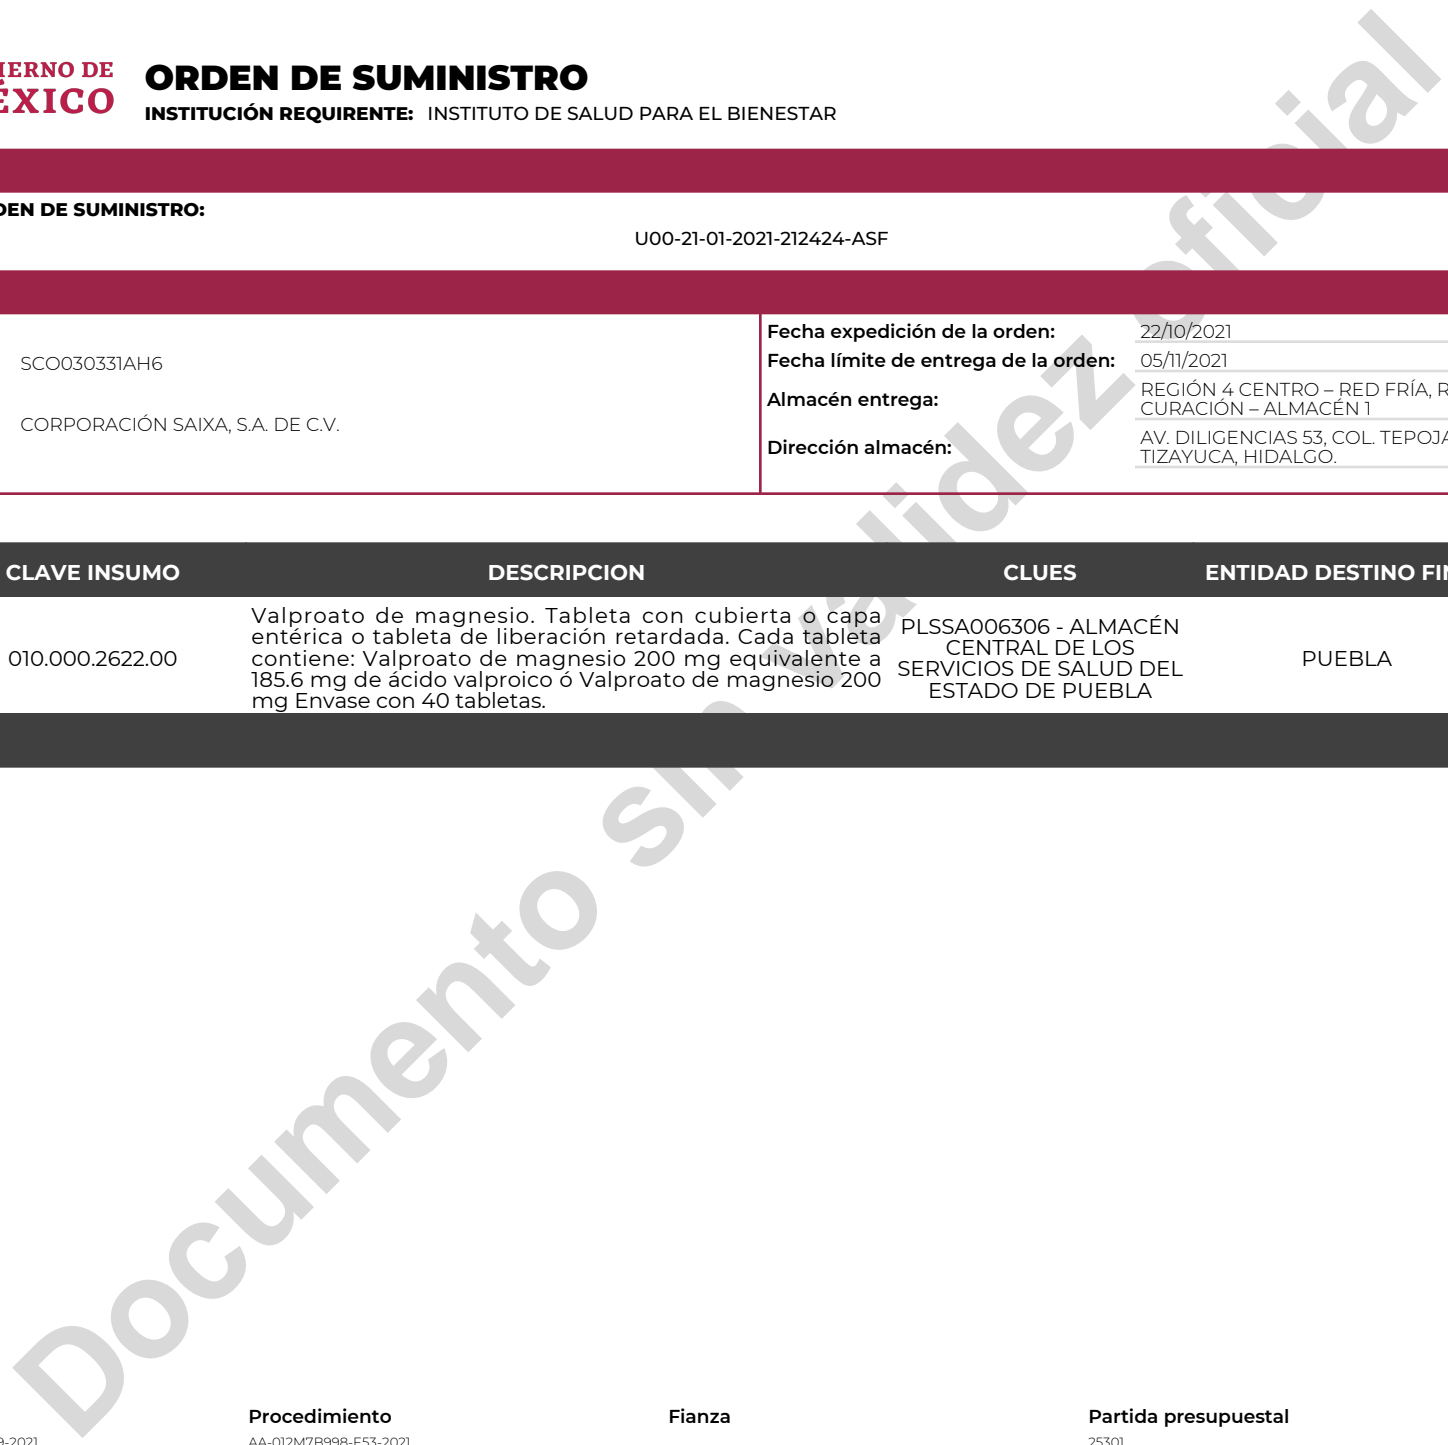 ORDEN DE SUMINISTRO
INSTITUCIÓN REQUIRENTE: INSTITUTO DE SALUD PARA EL BIENESTAR
DE SUMINISTRO:
U00-21-01-2021-212424-ASF
SCO030331AH6
CORPORACIÓN SAIXA, S.A. DE C.V.
Fecha expedición de la orden: 22/10/2021
Fecha límite de entrega de la orden: 05/11/2021
Almacén entrega: REGIÓN 4 CENTRO – RED FRÍA,
CURACIÓN – ALMACÉN 1
Dirección almacén: AV. DILIGENCIAS 53, COL.
TIZAYUCA, HIDALGO.
CLAVE INSUMO DESCRIPCION CLUES ENTIDAD DESTINO
010.000.2622.00
Valproato de magnesio. Tableta con cubierta o capa
entérica o tableta de liberación retardada. Cada tableta
contiene: Valproato de magnesio 200 mg equivalente a
185.6 mg de ácido valproico ó Valproato de magnesio 200
mg Envase con 40 tabletas.
PLSSA006306 - ALMACÉN
CENTRAL DE LOS
SERVICIOS DE SALUD DEL
ESTADO DE PUEBLA
PUEBLA
Documento sin validez oficial
Procedimiento Fianza Partida presupuestal
AA-012M7B998-E53-2021 25301